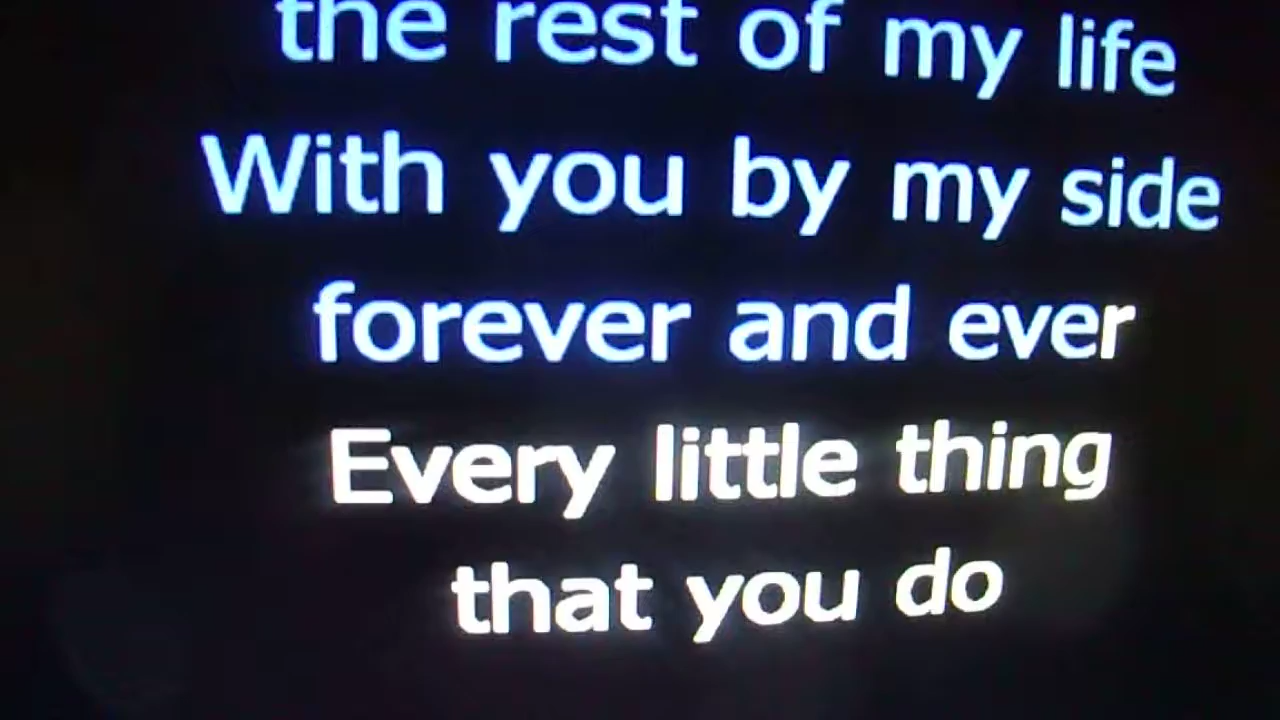 the rest of my life
With you by my side
forever and ever
Every little thing
that you do